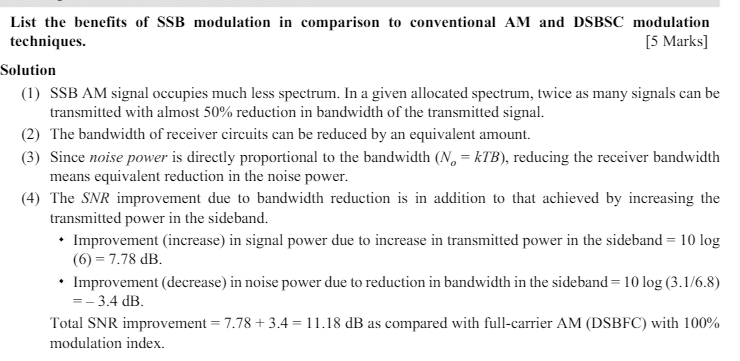 List the benefits of SSB modulation in comparison to conventional AM and DSBSC modulation
techniques. [5 Marks]
Solution
(1) SSB AM signal occupies much less spectrum. In a given allocated spectrum, twice as many signals can be
transmitted with almost 50% reduction in bandwidth of the transmitted signal.
(2) The bandwidth of receiver circuits can be reduced by an equivalent amount.
(3) Since noise power is directly proportional to the bandwidth (Nₒ = kTB), reducing the receiver bandwidth
means equivalent reduction in the noise power.
(4) The SNR improvement due to bandwidth reduction is in addition to that achieved by increasing the
transmitted power in the sideband.
• Improvement (increase) in signal power due to increase in transmitted power in the sideband = 10 log
(6) = 7.78 dB.
• Improvement (decrease) in noise power due to reduction in bandwidth in the sideband = 10 log (3.1/6.8)
= – 3.4 dB.
Total SNR improvement = 7.78 + 3.4 = 11.18 dB as compared with full-carrier AM (DSBFC) with 100%
modulation index.